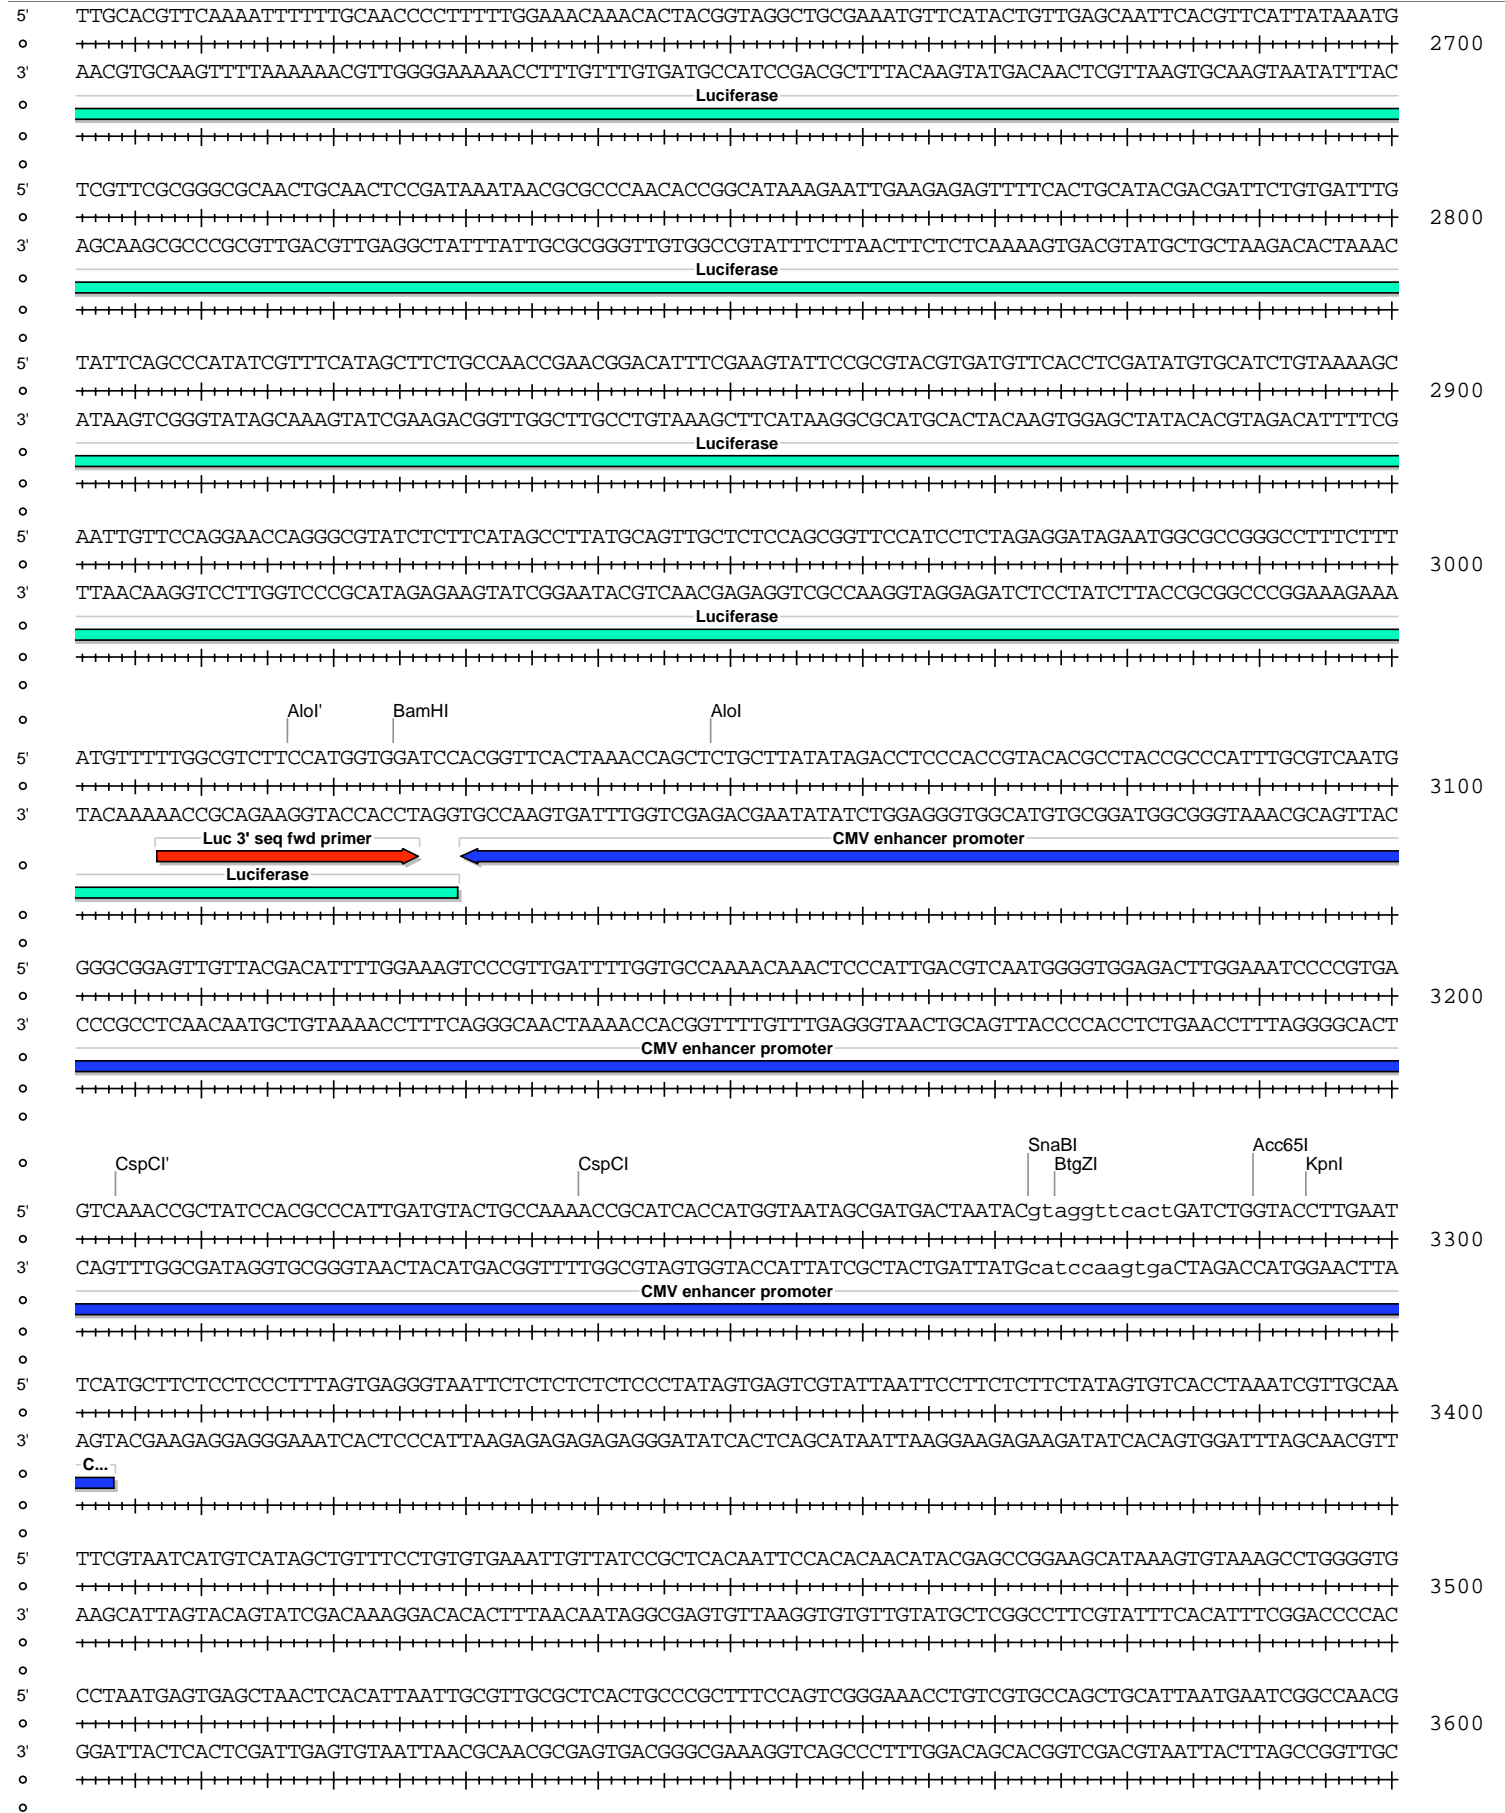 5' TTGCACGTTCAAAATTTTTTGCAACCCCTTTTTGGAAACAAACACTACGGTAGGCTGCGAAATGTTCATACTGTTGAGCAATTCACGTTCATTATAAATG
2700
3' AACGTGCAAGTTTTAAAAAACGTTGGGGAAAAACCTTTGTTTGTGATGCCATCCGACGCTTTACAAGTATGACAACTCGTTAAGTGCAAGTAATATTTAC
Luciferase
5' TCGTTCGCGGGCGCAACTGCAACTCCGATAAATAACGCGCCCAACACCGGCATAAAGAATTGAAGAGAGTTTTCACTGCATACGACGATTCTGTGATTTG
2800
3' AGCAAGCGCCCGCGTTGACGTTGAGGCTATTTATTGCGCGGGTTGTGGCCGTATTTCTTAACTTCTCTCAAAAGTGACGTATGCTGCTAAGACACTAAAC
Luciferase
5' TATTCAGCCCATATCGTTTCATAGCTTCTGCCAACCGAACGGACATTTCGAAGTATTCCGCGTACGTGATGTTCACCTCGATATGTGCATCTGTAAAAGC
2900
3' ATAAGTCGGGTATAGCAAAGTATCGAAGACGGTTGGCTTGCCTGTAAAGCTTCATAAGGCGCATGCACTACAAGTGGAGCTATACACGTAGACATTTTCG
Luciferase
5' AATTGTTCCAGGAACCAGGGCGTATCTCTTCATAGCCTTATGCAGTTGCTCTCCAGCGGTTCCATCCTCTAGAGGATAGAATGGCGCCGGGCCTTTCTTT
3000
3' TTAACAAGGTCCTTGGTCCCGCATAGAGAAGTATCGGAATACGTCAACGAGAGGTCGCCAAGGTAGGAGATCTCCTATCTTACCGCGGCCCGGAAAGAAA
Luciferase
AloI' BamHI AloI
5' ATGTTTTTGGCGTCTTCCATGGTGGATCCACGGTTCACTAAACCAGCTCTGCTTATATAGACCTCCCACCGTACACGCCTACCGCCCATTTGCGTCAATG
3100
3' TACAAAAACCGCAGAAGGTACCACCTAGGTGCCAAGTGATTTGGTCGAGACGAATATATCTGGAGGGTGGCATGTGCGGATGGCGGGTAAACGCAGTTAC
Luc 3' seq fwd primer CMV enhancer promoter
Luciferase
5' GGGCGGAGTTGTTACGACATTTTGGAAAGTCCCGTTGATTTTGGTGCCAAAACAAACTCCCATTGACGTCAATGGGGTGGAGACTTGGAAATCCCCGTGA
3200
3' CCCGCCTCAACAATGCTGTAAAACCTTTCAGGGCAACTAAAACCACGGTTTTGTTTGAGGGTAACTGCAGTTACCCCACCTCTGAACCTTTAGGGGCACT
CMV enhancer promoter
SnaBI Acc65I
CspCI' CspCI BtgZI KpnI
5' GTCAAACCGCTATCCACGCCCATTGATGTACTGCCAAAACCGCATCACCATGGTAATAGCGATGACTAATACgtaggttcactGATCTGGTACCTTGAAT
3300
3' CAGTTTGGCGATAGGTGCGGGTAACTACATGACGGTTTTGGCGTAGTGGTACCATTATCGCTACTGATTATGcatccaagtgaCTAGACCATGGAACTTA
CMV enhancer promoter
5' TCATGCTTCTCCTCCCTTTAGTGAGGGTAATTCTCTCTCTCTCCCTATAGTGAGTCGTATTAATTCCTTCTCTTCTATAGTGTCACCTAAATCGTTGCAA
3400
3' AGTACGAAGAGGAGGGAAATCACTCCCATTAAGAGAGAGAGAGGGATATCACTCAGCATAATTAAGGAAGAGAAGATATCACAGTGGATTTAGCAACGTT
C...
5' TTCGTAATCATGTCATAGCTGTTTCCTGTGTGAAATTGTTATCCGCTCACAATTCCACACAACATACGAGCCGGAAGCATAAAGTGTAAAGCCTGGGGTG
3500
3' AAGCATTAGTACAGTATCGACAAAGGACACACTTTAACAATAGGCGAGTGTTAAGGTGTGTTGTATGCTCGGCCTTCGTATTTCACATTTCGGACCCCAC
5' CCTAATGAGTGAGCTAACTCACATTAATTGCGTTGCGCTCACTGCCCGCTTTCCAGTCGGGAAACCTGTCGTGCCAGCTGCATTAATGAATCGGCCAACG
3600
3' GGATTACTCACTCGATTGAGTGTAATTAACGCAACGCGAGTGACGGGCGAAAGGTCAGCCCTTTGGACAGCACGGTCGACGTAATTACTTAGCCGGTTGC